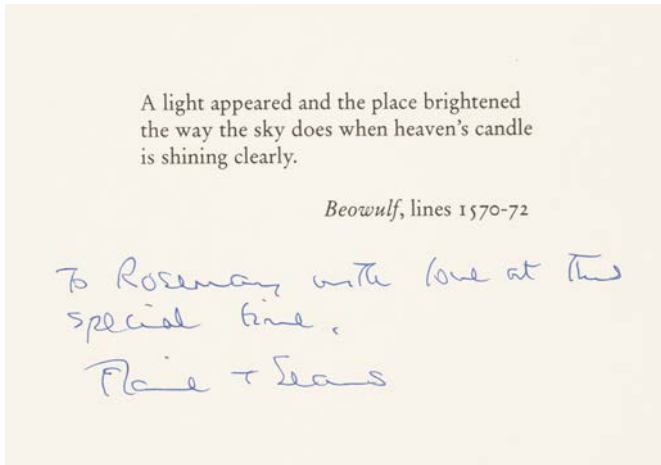 A light appeared and the place brightened
the way the sky does when heaven's candle
is shining clearly.
Beowulf, lines 1570-72
To Rosemary with love at this
special time.
Marie + Seamus